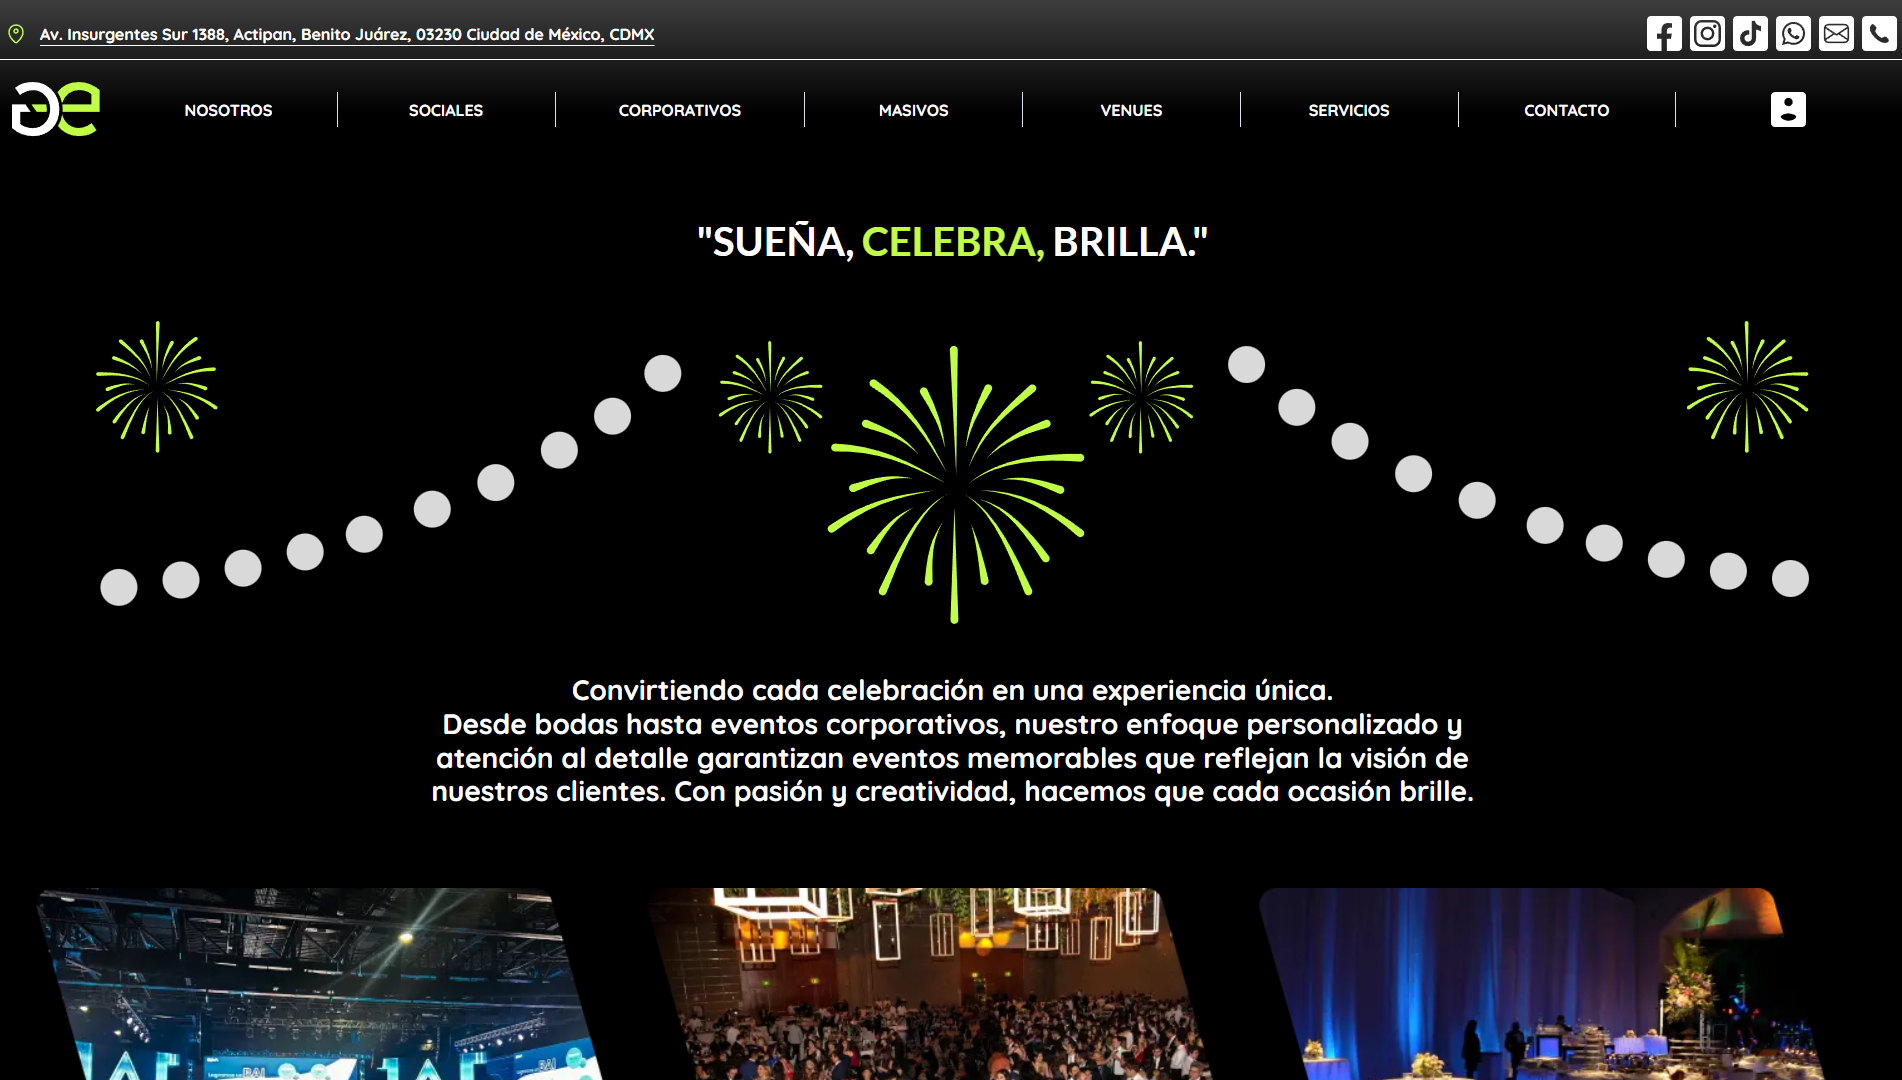 Av. Insurgentes Sur 1388, Actipan, Benito Juárez, 03230 Ciudad de México, CDMX
NOSOTROS
SOCIALES
CORPORATIVOS
MASIVOS
VENUES
SERVICIOS
CONTACTO
"SUEÑA, CELEBRA, BRILLA."
Convirtiendo cada celebración en una experiencia única.
Desde bodas hasta eventos corporativos, nuestro enfoque personalizado y
atención al detalle garantizan eventos memorables que reflejan la visión de
nuestros clientes. Con pasión y creatividad, hacemos que cada ocasión brille.